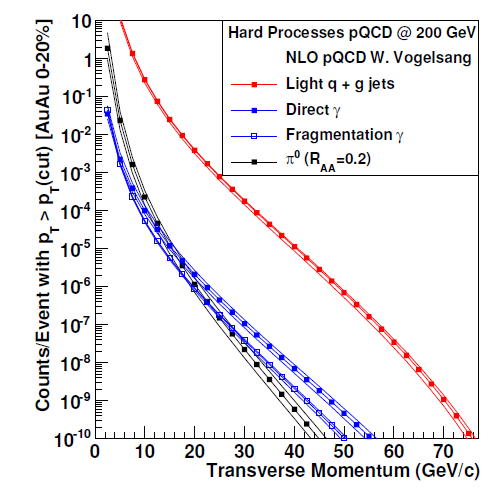 Hard Processes pQCD @ 200 GeV
NLO pQCD W. Vogelsang
Light q + g jets
Direct γ
Fragmentation γ
π⁰ (R_AA=0.2)
Counts/Event with p_T > p_T(cut) [AuAu 0-20%]
10
1
10⁻¹
10⁻²
10⁻³
10⁻⁴
10⁻⁵
10⁻⁶
10⁻⁷
10⁻⁸
10⁻⁹
10⁻¹⁰
0 10 20 30 40 50 60 70
Transverse Momentum (GeV/c)